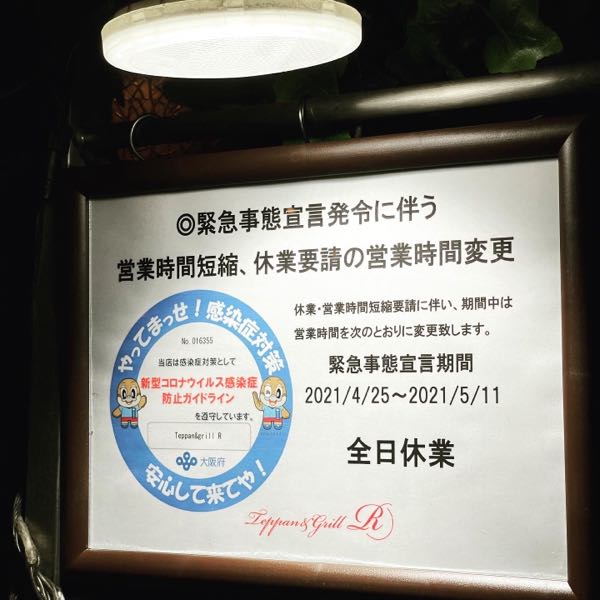 ◎緊急事態宣言発令に伴う
営業時間短縮、休業要請の営業時間変更
やってまっせ!感染症対策
No. 016355
当店は感染症対策として
新型コロナウイルス感染症
防止ガイドライン
を遵守しています。
Teppan&grill R
大阪府
安心して来てや!
休業・営業時間短縮要請に伴い、期間中は
営業時間を次のとおりに変更致します。
緊急事態宣言期間
2021/4/25~2021/5/11
全日休業
Teppan&Grill R